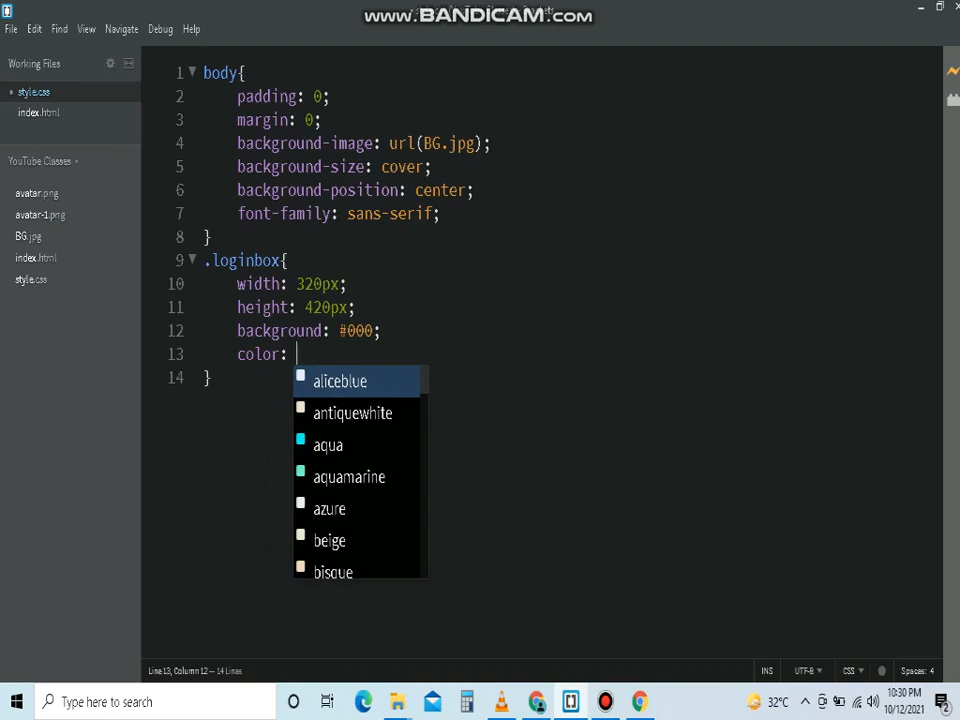 www.BANDICAM.com
File Edit Find View Navigate Debug Help
Working Files
style.css
index.html
YouTube Classes
avatar.png
avatar-1.png
BG.jpg
index.html
style.css
1 body{
2 padding: 0;
3 margin: 0;
4 background-image: url(BG.jpg);
5 background-size: cover;
6 background-position: center;
7 font-family: sans-serif;
8 }
9 .loginbox{
10 width: 320px;
11 height: 420px;
12 background: #000;
13 color:
14 }
aliceblue
antiquewhite
aqua
aquamarine
azure
beige
bisque
Line 13, Column 12 — 14 Lines
INS UTF-8 CSS Spaces: 4
Type here to search
32°C
10:30 PM
10/12/2021
2